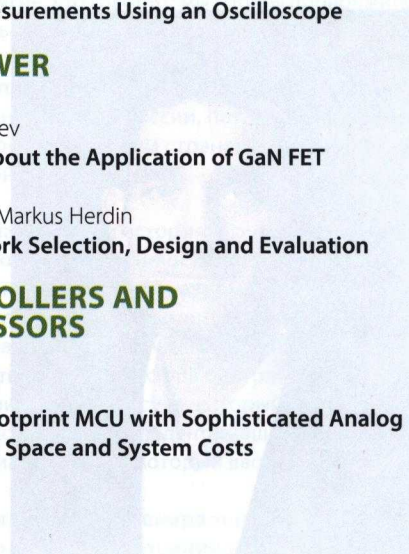 surements Using an Oscilloscope
WER
ev
bout the Application of GaN FET
Markus Herdin
rk Selection, Design and Evaluation
OLLERS AND
SSORS
otprint MCU with Sophisticated Analog
Space and System Costs